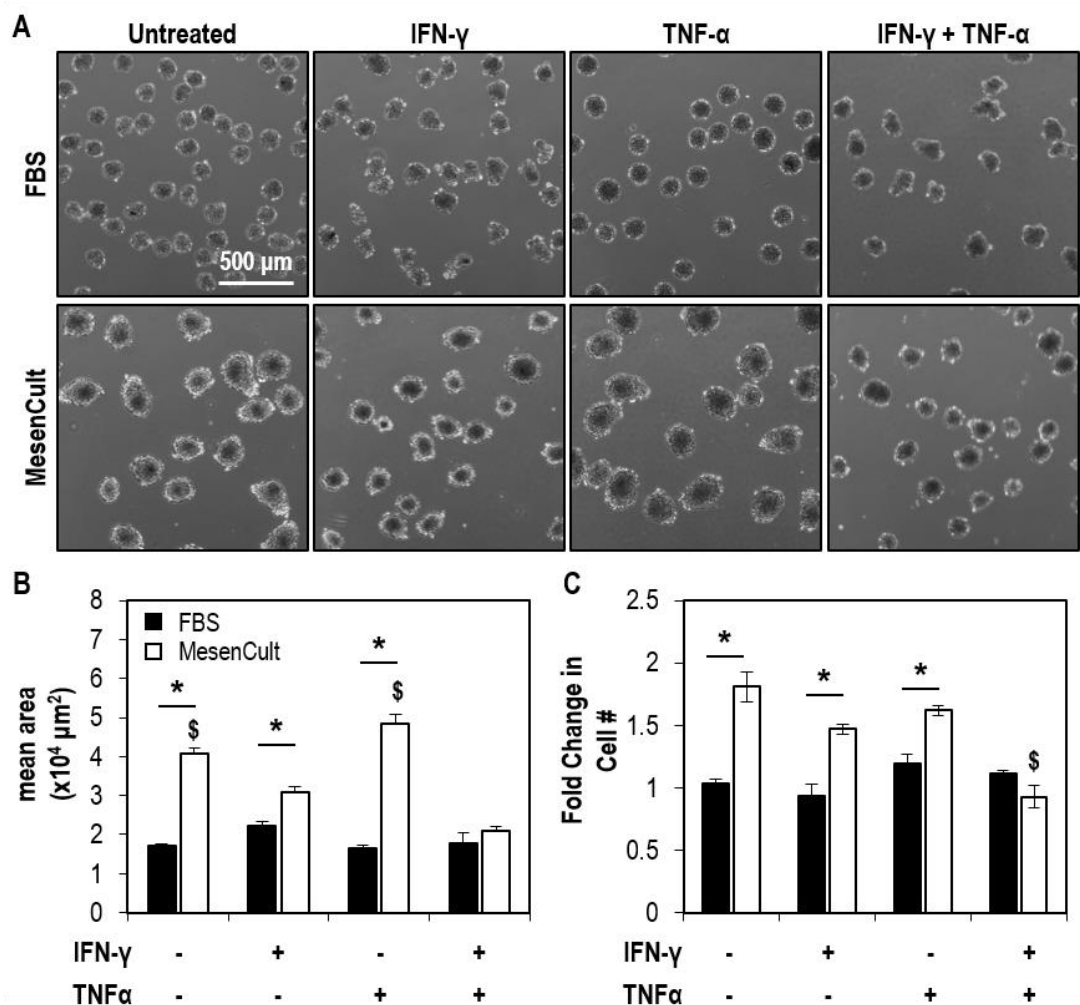 A
Untreated
IFN-γ
TNF-α
IFN-γ + TNF-α
FBS
500 µm
MesenCult
B
mean area
(x10⁴ µm²)
8
7
6
5
4
3
2
1
0
FBS
MesenCult
*
$
*
*
$
IFN-γ - + - +
TNFα - - + +
C
Fold Change in
Cell #
2.5
2
1.5
1
0.5
0
*
*
*
$
IFN-γ - + - +
TNFα - - + +